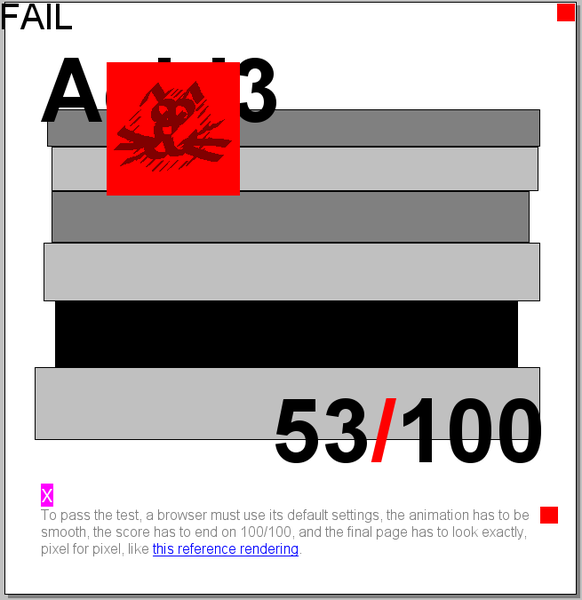 FAIL
Acid3
53/100
X
To pass the test, a browser must use its default settings, the animation has to be
smooth, the score has to end on 100/100, and the final page has to look exactly,
pixel for pixel, like this reference rendering.